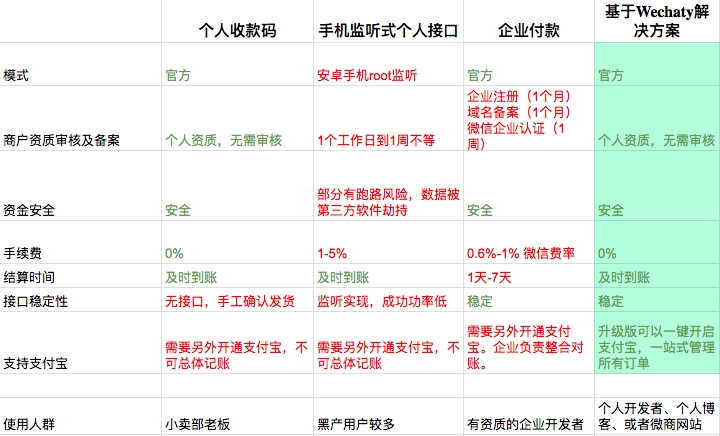 个人收款码 手机监听式个人接口 企业付款 基于Wechaty解
决方案
模式 官方 安卓手机root监听 官方 官方
商户资质审核及备案 个人资质，无需审核 1个工作日到1周不等 企业注册（1个月）
域名备案（1个月）
微信企业认证（1
周） 个人资质，无需审核
资金安全 安全 部分有跑路风险，数据被
第三方软件劫持 安全 安全
手续费 0% 1-5% 0.6%-1% 微信费率 0%
结算时间 及时到账 及时到账 1天-7天 及时到账
接口稳定性 无接口，手工确认发货 监听实现，成功功率低 稳定 稳定
支持支付宝 需要另外开通支付宝，不
可总体记账 需要另外开通支付宝，不
可总体记账 需要另外开通支付
宝。企业负责整合对
账。 升级版可以一键开启
支付宝，一站式管理
所有订单
使用人群 小卖部老板 黑产用户较多 有资质的企业开发者 个人开发者、个人博
客、或者微商网站